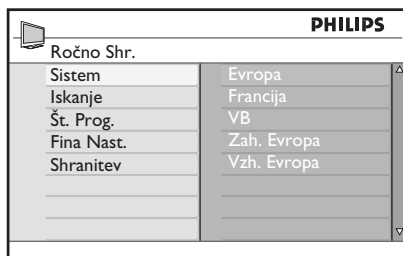 PHILIPS
Ročno Shr.
Sistem
Iskanje
Št. Prog.
Fina Nast.
Shranitev
Evropa
Francija
VB
Zah. Evropa
Vzh. Evropa